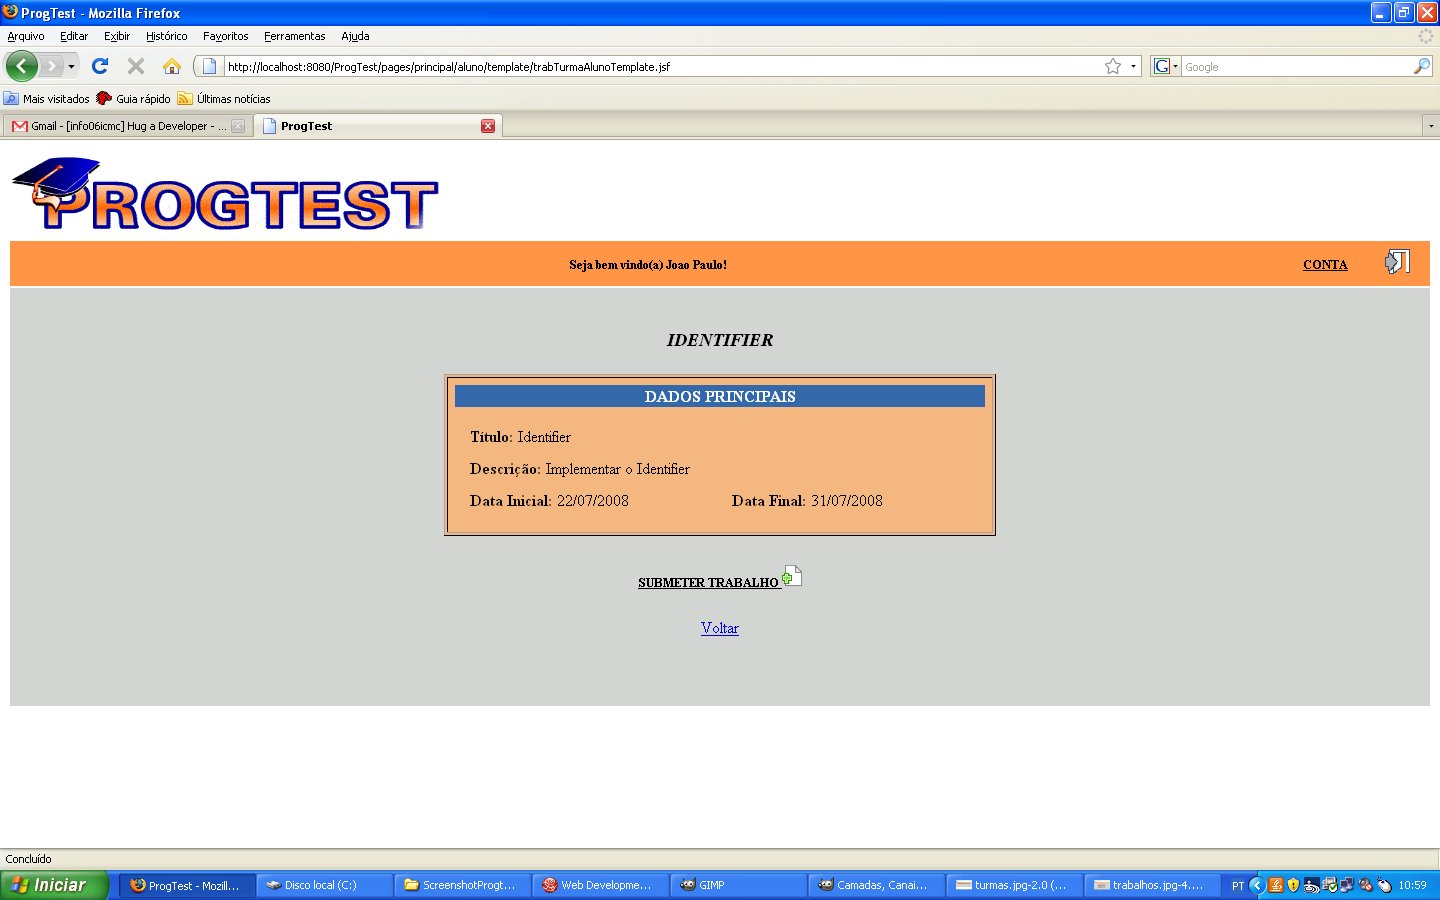 ProgTest - Mozilla Firefox
Arquivo Editar Exibir Histórico Favoritos Ferramentas Ajuda
http://localhost:8080/ProgTest/pages/principal/aluno/template/trabTurmaAlunoTemplate.jsf
G Google
Mais visitados Guia rápido Últimas notícias
Gmail - [info06icmc] Hug a Developer - ... ProgTest
PROGTEST
Seja bem vindo(a) Joao Paulo! CONTA
IDENTIFIER
DADOS PRINCIPAIS
Título: Identifier
Descrição: Implementar o Identifier
Data Inicial: 22/07/2008 Data Final: 31/07/2008
SUBMETER TRABALHO
Voltar
Concluído
Iniciar ProgTest - Mozill... Disco local (C:) ScreenshotProgt... Web Developme... GIMP Camadas, Canai... turmas.jpg-2.0 (... trabalhos.jpg-4.... PT 10:59